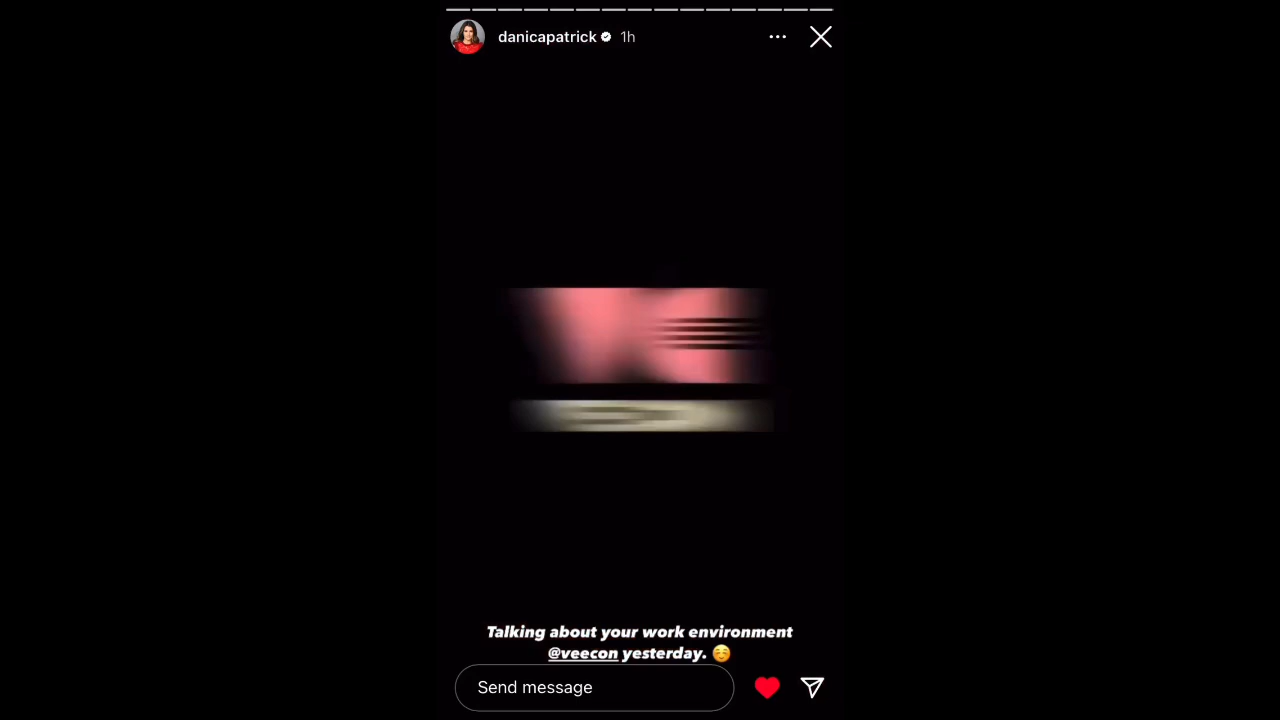 danicapatrick 1h
Talking about your work environment
@veecon yesterday. ☺️
Send message